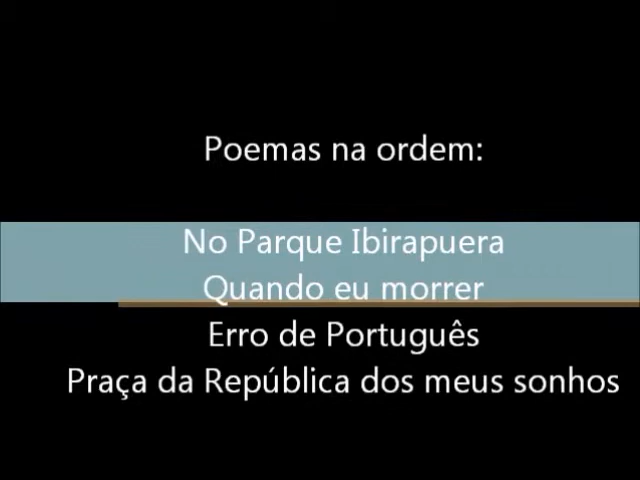 Poemas na ordem:
No Parque Ibirapuera
Quando eu morrer
Erro de Português
Praça da República dos meus sonhos